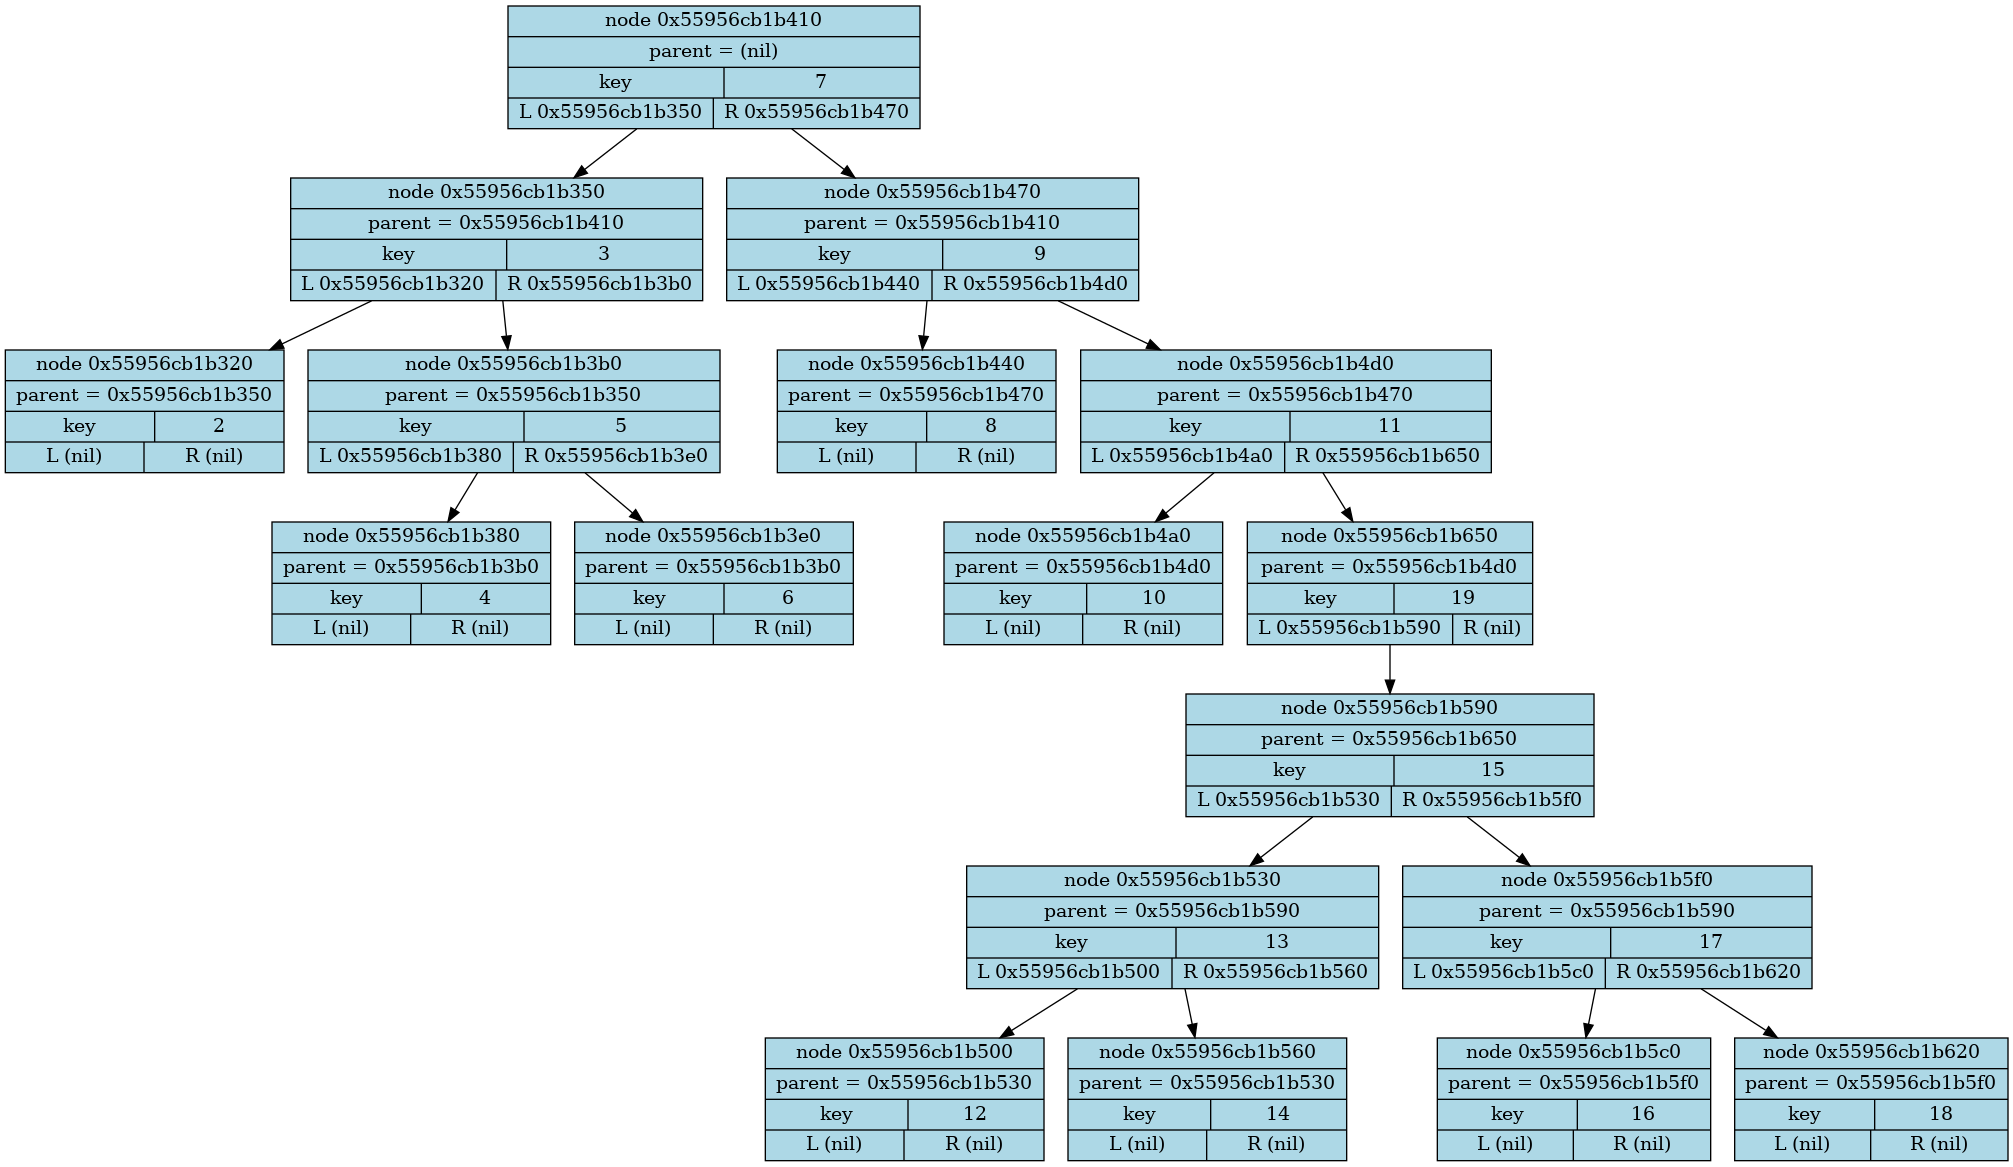 node 0x55956cb1b410
parent = (nil)
key 7
L 0x55956cb1b350 R 0x55956cb1b470
node 0x55956cb1b350
parent = 0x55956cb1b410
key 3
L 0x55956cb1b320 R 0x55956cb1b3b0
node 0x55956cb1b470
parent = 0x55956cb1b410
key 9
L 0x55956cb1b440 R 0x55956cb1b4d0
node 0x55956cb1b320
parent = 0x55956cb1b350
key 2
L (nil) R (nil)
node 0x55956cb1b3b0
parent = 0x55956cb1b350
key 5
L 0x55956cb1b380 R 0x55956cb1b3e0
node 0x55956cb1b440
parent = 0x55956cb1b470
key 8
L (nil) R (nil)
node 0x55956cb1b4d0
parent = 0x55956cb1b470
key 11
L 0x55956cb1b4a0 R 0x55956cb1b650
node 0x55956cb1b380
parent = 0x55956cb1b3b0
key 4
L (nil) R (nil)
node 0x55956cb1b3e0
parent = 0x55956cb1b3b0
key 6
L (nil) R (nil)
node 0x55956cb1b4a0
parent = 0x55956cb1b4d0
key 10
L (nil) R (nil)
node 0x55956cb1b650
parent = 0x55956cb1b4d0
key 19
L 0x55956cb1b590 R (nil)
node 0x55956cb1b590
parent = 0x55956cb1b650
key 15
L 0x55956cb1b530 R 0x55956cb1b5f0
node 0x55956cb1b530
parent = 0x55956cb1b590
key 13
L 0x55956cb1b500 R 0x55956cb1b560
node 0x55956cb1b5f0
parent = 0x55956cb1b590
key 17
L 0x55956cb1b5c0 R 0x55956cb1b620
node 0x55956cb1b500
parent = 0x55956cb1b530
key 12
L (nil) R (nil)
node 0x55956cb1b560
parent = 0x55956cb1b530
key 14
L (nil) R (nil)
node 0x55956cb1b5c0
parent = 0x55956cb1b5f0
key 16
L (nil) R (nil)
node 0x55956cb1b620
parent = 0x55956cb1b5f0
key 18
L (nil) R (nil)